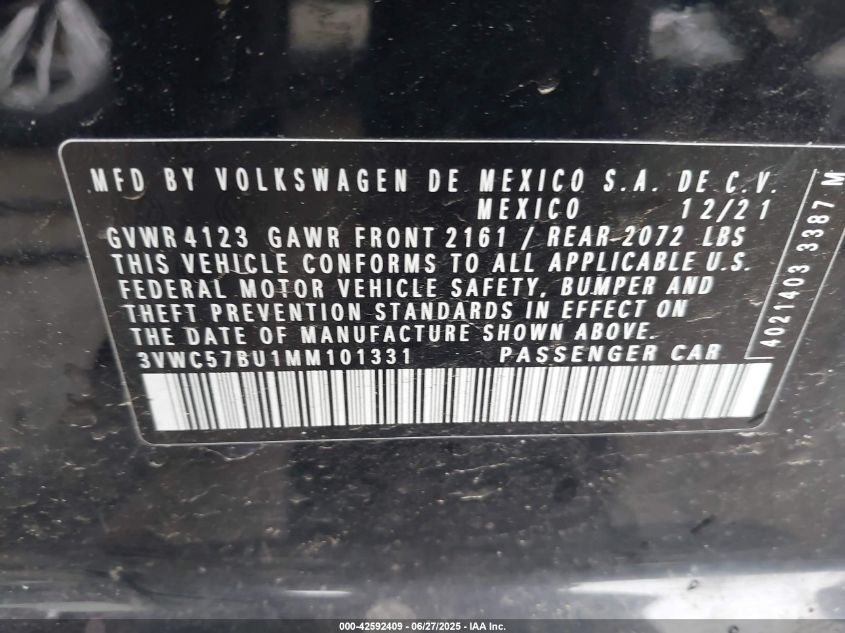 MFD BY VOLKSWAGEN DE MEXICO S.A. DE C.V.
MEXICO 12/21
GVWR 4123 GAWR FRONT 2161 / REAR 2072 LBS
THIS VEHICLE CONFORMS TO ALL APPLICABLE U.S.
FEDERAL MOTOR VEHICLE SAFETY, BUMPER AND
THEFT PREVENTION STANDARDS IN EFFECT ON
THE DATE OF MANUFACTURE SHOWN ABOVE.
3VWC57BU1MM101331 PASSENGER CAR
4021403 3387 M
000-42592409 - 06/27/2025 - IAA Inc.